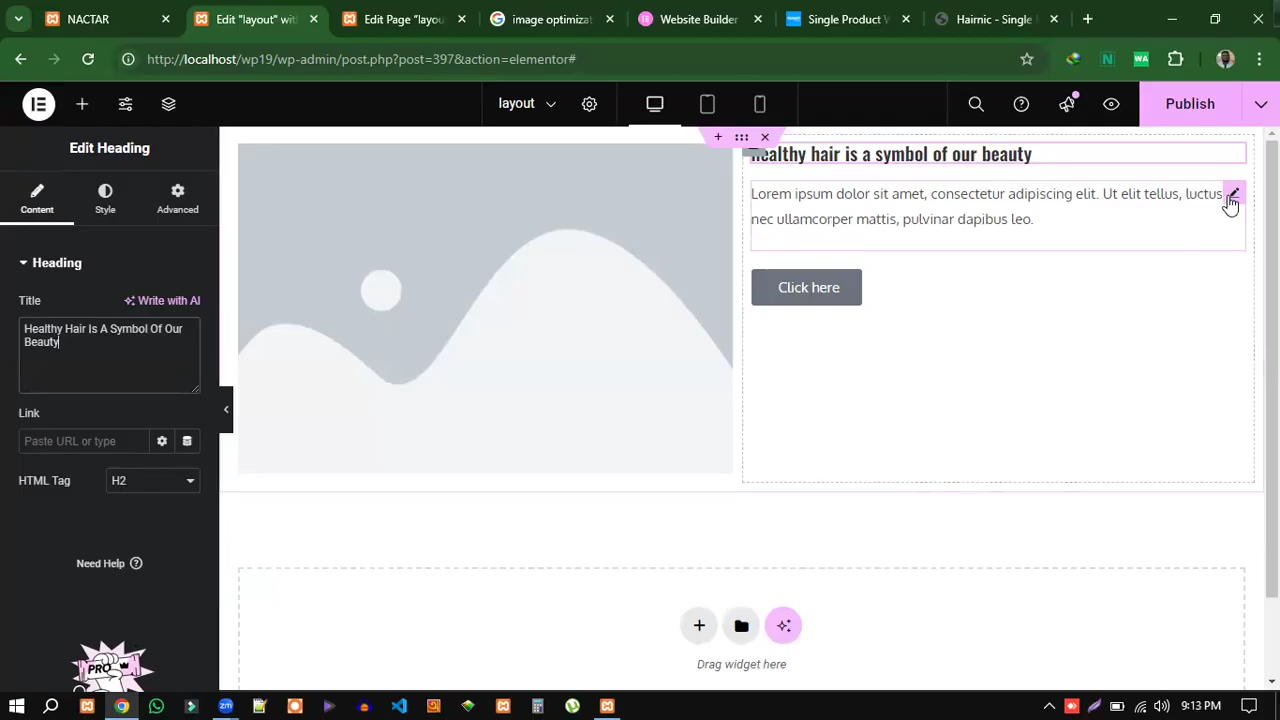 NACTAR
Edit "layout" wit
Edit Page "layou
image optimizat
Website Builder
Single Product W
Hairnic - Single
http://localhost/wp19/wp-admin/post.php?post=397&action=elementor#
N
WA
layout
Publish
Edit Heading
Content
Style
Advanced
Heading
Title
Write with AI
Healthy Hair Is A Symbol Of Our
Beauty
Link
Paste URL or type
HTML Tag
H2
Need Help
PRO
healthy hair is a symbol of our beauty
Lorem ipsum dolor sit amet, consectetur adipiscing elit. Ut elit tellus, luctus
nec ullamcorper mattis, pulvinar dapibus leo.
Click here
Drag widget here
9:13 PM